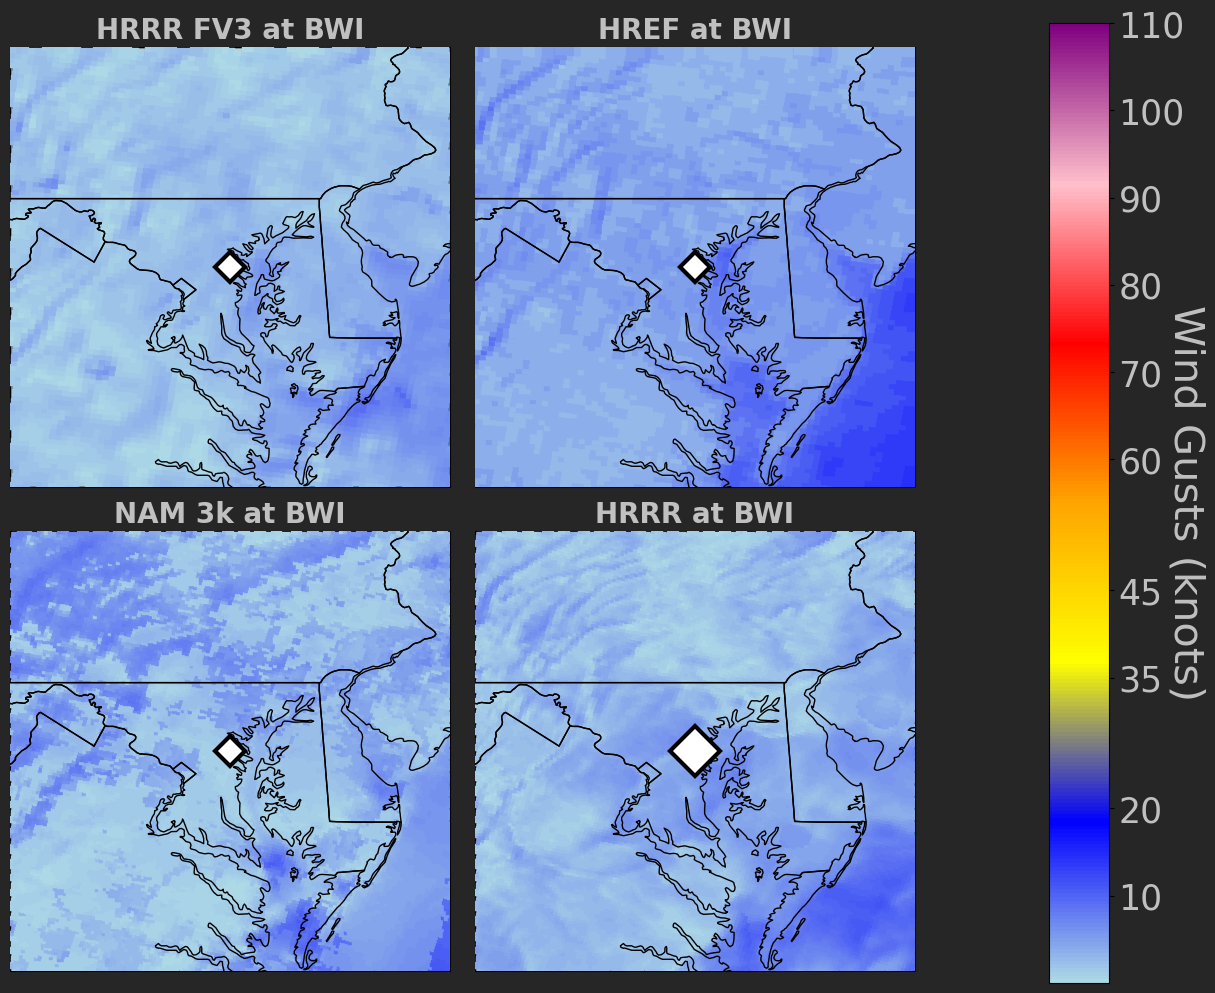 HRRR FV3 at BWI
HREF at BWI
NAM 3k at BWI
HRRR at BWI
110
100
90
80
70
60
45
35
20
10
Wind Gusts (knots)